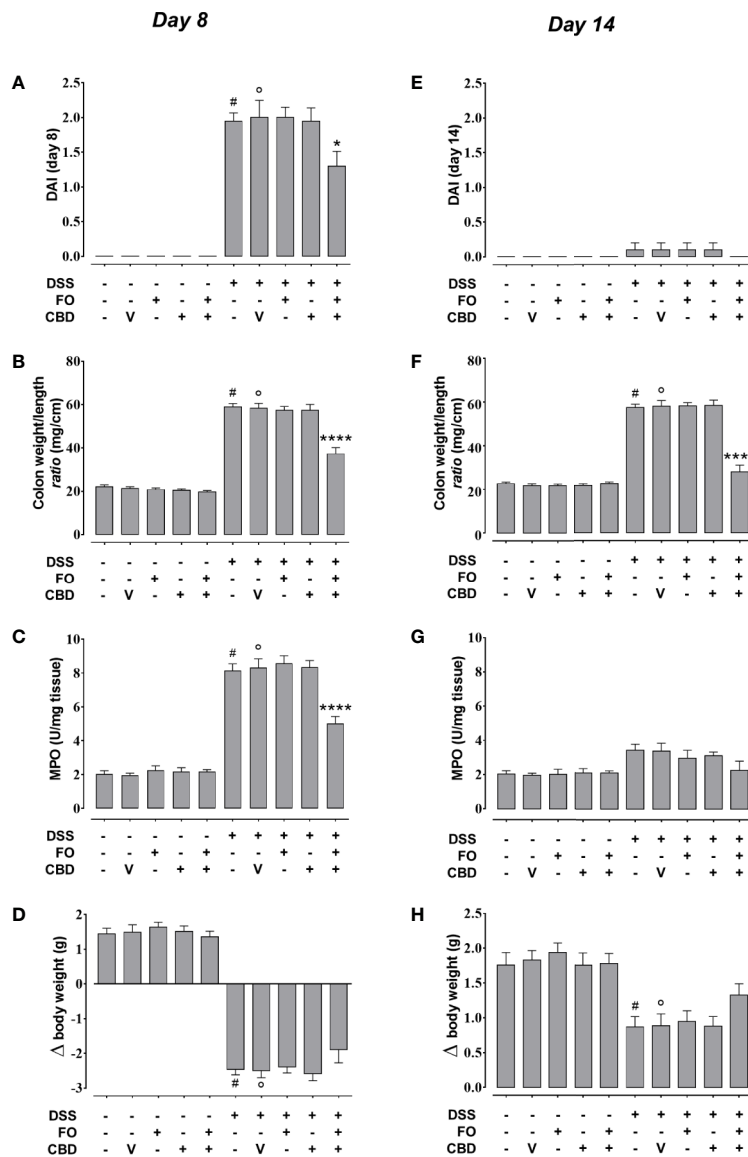 Day 8
Day 14
A
DAI (day 8)
2.5
2.0
1.5
1.0
0.5
0.0
# ° *
DSS - - - - - + + + + +
FO - - + - + - - + - +
CBD - V - + + - V - + +
E
DAI (day 14)
2.5
2.0
1.5
1.0
0.5
0.0
DSS - - - - - + + + + +
FO - - + - + - - + - +
CBD - V - + + - V - + +
B
Colon weight/length
ratio (mg/cm)
80
60
40
20
0
# ° ****
DSS - - - - - + + + + +
FO - - + - + - - + - +
CBD - V - + + - V - + +
F
Colon weight/length
ratio (mg/cm)
80
60
40
20
0
# ° ***
DSS - - - - - + + + + +
FO - - + - + - - + - +
CBD - V - + + - V - + +
C
MPO (U/mg tissue)
10
8
6
4
2
0
# ° ****
DSS - - - - - + + + + +
FO - - + - + - - + - +
CBD - V - + + - V - + +
G
MPO (U/mg tissue)
10
8
6
4
2
0
DSS - - - - - + + + + +
FO - - + - + - - + - +
CBD - V - + + - V - + +
D
Δ body weight (g)
2
1
0
-1
-2
-3
# °
DSS - - - - - + + + + +
FO - - + - + - - + - +
CBD - V - + + - V - + +
H
Δ body weight (g)
2.5
2.0
1.5
1.0
0.5
0.0
# °
DSS - - - - - + + + + +
FO - - + - + - - + - +
CBD - V - + + - V - + +